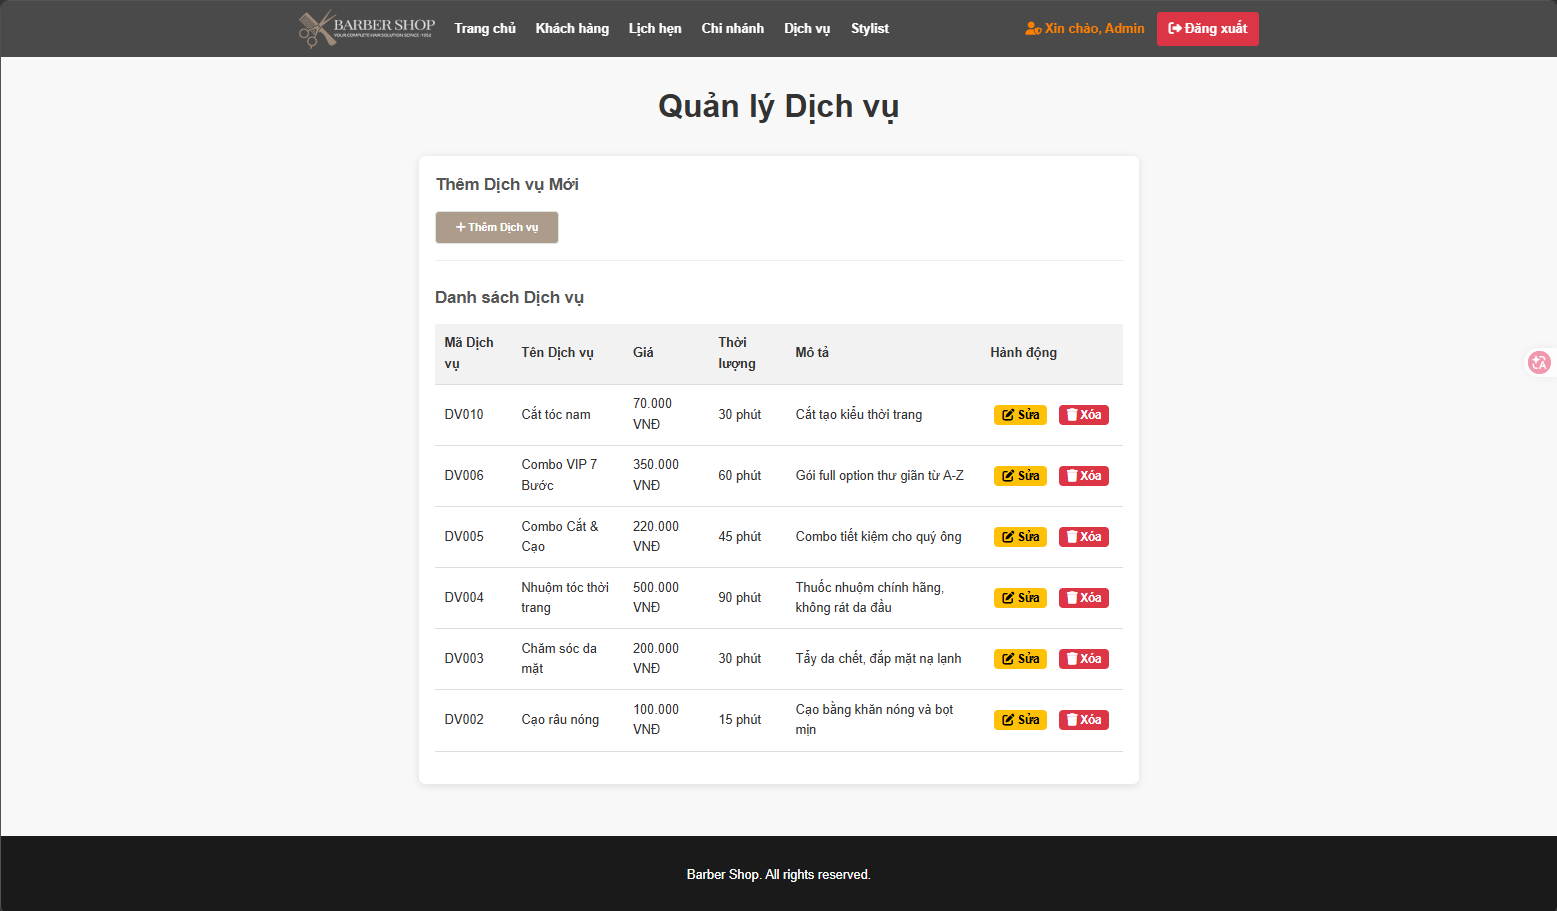 BARBER SHOP
YOUR COMPLETE HAIR SOLUTION SERVICE - 1992
Trang chủ Khách hàng Lịch hẹn Chi nhánh Dịch vụ Stylist Xin chào, Admin Đăng xuất
Quản lý Dịch vụ
Thêm Dịch vụ Mới
+ Thêm Dịch vụ
Danh sách Dịch vụ
Mã Dịch vụ Tên Dịch vụ Giá Thời lượng Mô tả Hành động
DV010 Cắt tóc nam 70.000 VNĐ 30 phút Cắt tạo kiểu thời trang Sửa Xóa
DV006 Combo VIP 7 Bước 350.000 VNĐ 60 phút Gói full option thư giãn từ A-Z Sửa Xóa
DV005 Combo Cắt & Cạo 220.000 VNĐ 45 phút Combo tiết kiệm cho quý ông Sửa Xóa
DV004 Nhuộm tóc thời trang 500.000 VNĐ 90 phút Thuốc nhuộm chính hãng, không rát da đầu Sửa Xóa
DV003 Chăm sóc da mặt 200.000 VNĐ 30 phút Tẩy da chết, đắp mặt nạ lạnh Sửa Xóa
DV002 Cạo râu nóng 100.000 VNĐ 15 phút Cạo bằng khăn nóng và bọt mịn Sửa Xóa
Barber Shop. All rights reserved.